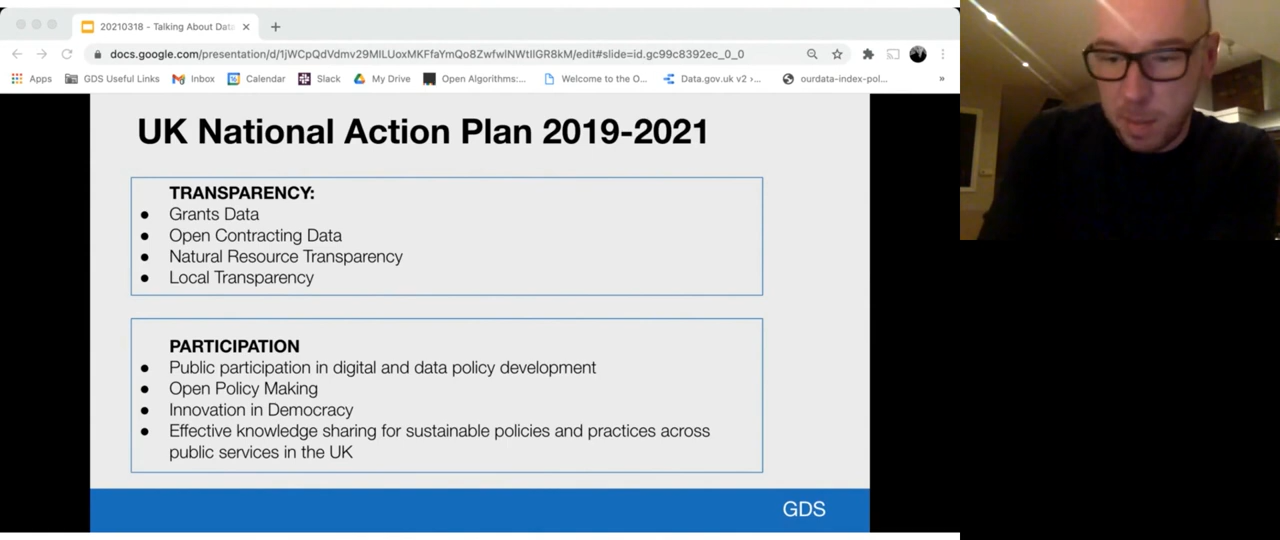 20210318 - Talking About Data
docs.google.com/presentation/d/1jWCpQdVdmv29MILUoxMKFfaYmQo8ZwfwlNWtIlGR8kM/edit#slide=id.gc99c8392ec_0_0
Apps GDS Useful Links Inbox Calendar Slack My Drive Open Algorithms:... Welcome to the O... Data.gov.uk v2 ›... ourdata-index-pol... »
UK National Action Plan 2019-2021
TRANSPARENCY:
● Grants Data
● Open Contracting Data
● Natural Resource Transparency
● Local Transparency
PARTICIPATION
● Public participation in digital and data policy development
● Open Policy Making
● Innovation in Democracy
● Effective knowledge sharing for sustainable policies and practices across
public services in the UK
GDS